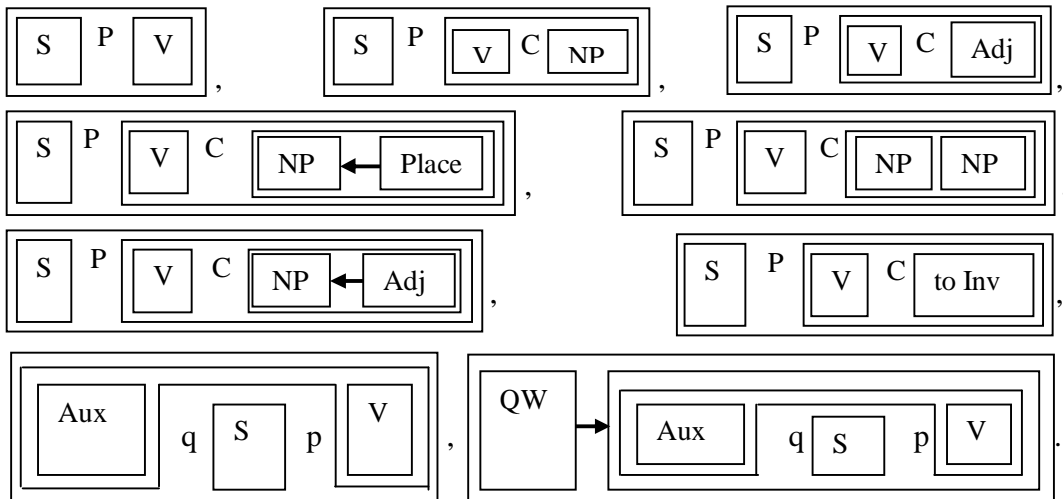 S P V , S P V C NP , S P V C Adj ,
S P V C NP Place , S P V C NP NP
S P V C NP Adj , S P V C to Inv ,
Aux q S p V , QW Aux q S p V .